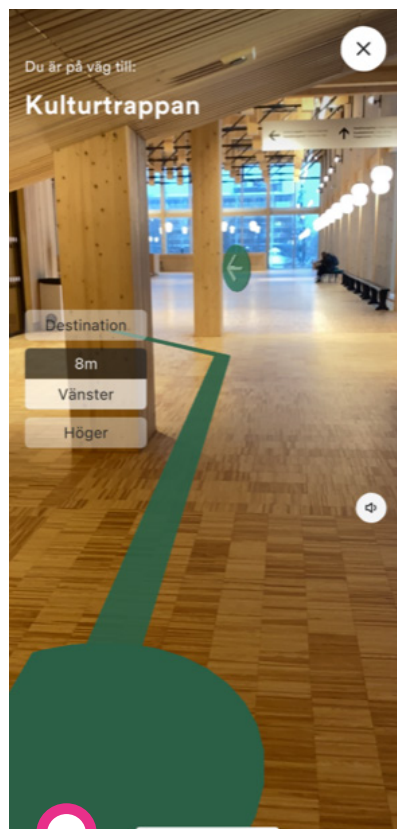 Du är på väg till:
Kulturtrappan
Destination
8m
Vänster
Höger